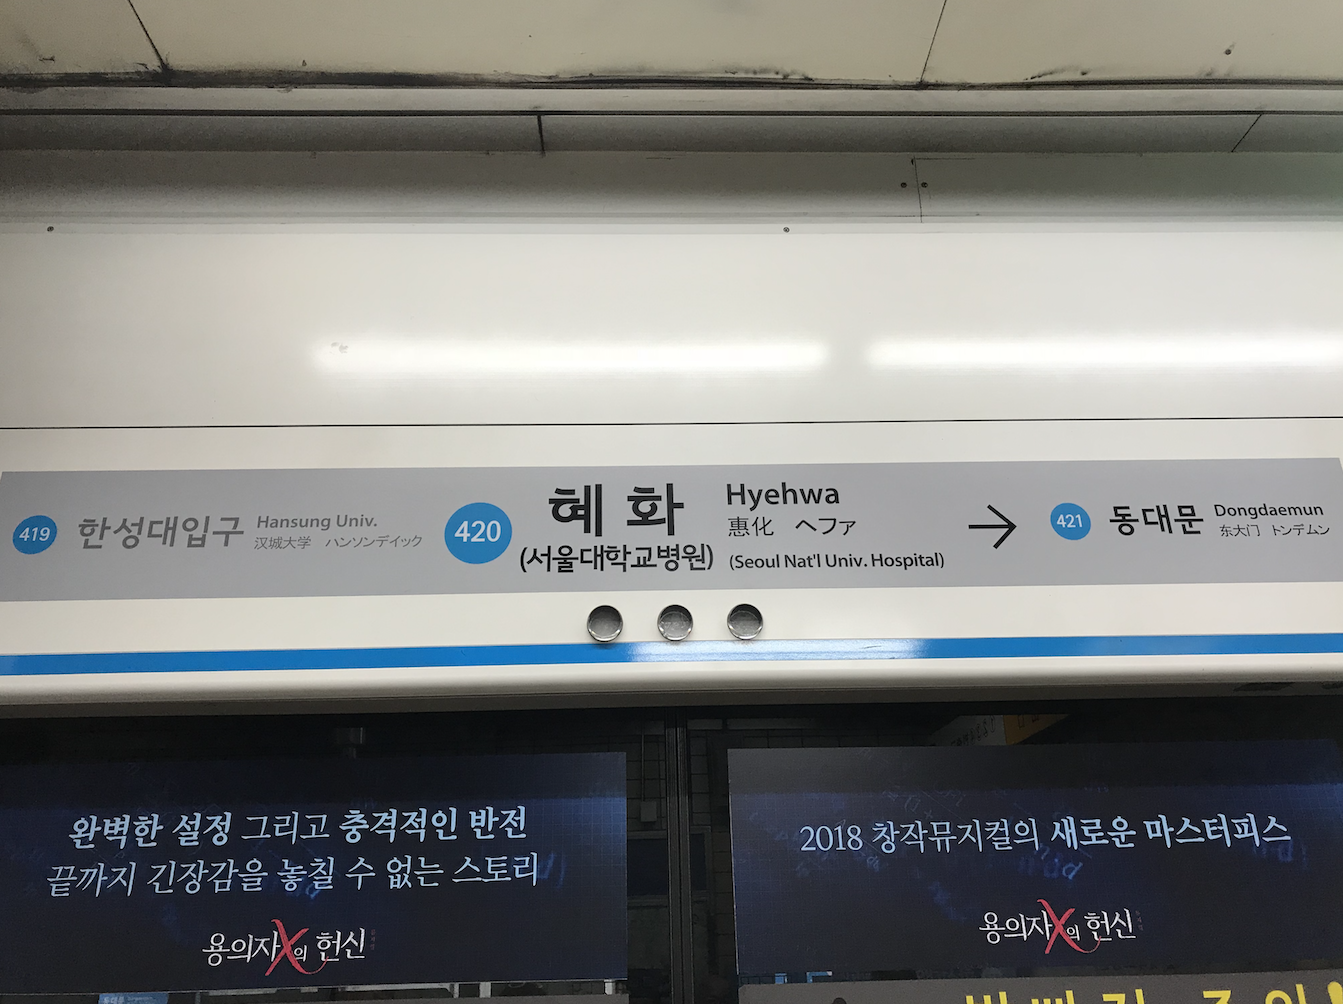 419 한성대입구 Hansung Univ.
汉城大学 ハンソンデイック
420 혜화 Hyehwa
惠化 ヘファ
(서울대학교병원) (Seoul Nat'l Univ. Hospital)
→ 421 동대문 Dongdaemun
东大门 トンデムン
완벽한 설정 그리고 충격적인 반전
끝까지 긴장감을 놓칠 수 없는 스토리
용의자X의 헌신
2018 창작뮤지컬의 새로운 마스터피스
용의자X의 헌신